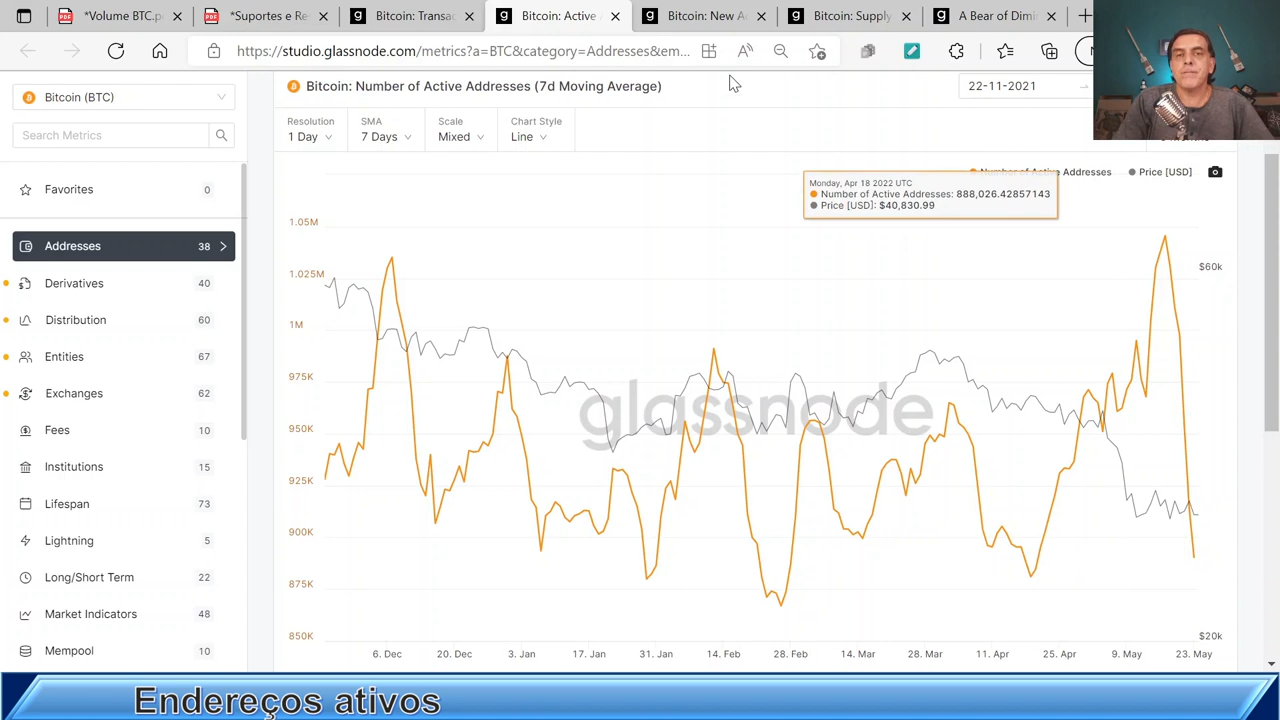 *Volume BTC.p
*Suportes e R
Bitcoin: Transac
Bitcoin: Active
Bitcoin: New Ac
Bitcoin: Supply
A Bear of Dimi
https://studio.glassnode.com/metrics?a=BTC&category=Addresses&em...
Bitcoin (BTC)
Search Metrics
Favorites 0
Addresses 38
Derivatives 40
Distribution 60
Entities 67
Exchanges 62
Fees 10
Institutions 15
Lifespan 73
Lightning 5
Long/Short Term 22
Market Indicators 48
Mempool 10
Bitcoin: Number of Active Addresses (7d Moving Average)
22-11-2021
Resolution
1 Day
SMA
7 Days
Scale
Mixed
Chart Style
Line
Number of Active Addresses
Price [USD]
Monday, Apr 18 2022 UTC
Number of Active Addresses: 888,026.42857143
Price [USD]: $40,830.99
1.05M
1.025M
1M
975K
950K
925K
900K
875K
850K
$60k
$20k
glassnode
6. Dec
20. Dec
3. Jan
17. Jan
31. Jan
14. Feb
28. Feb
14. Mar
28. Mar
11. Apr
25. Apr
9. May
23. May
Endereços ativos